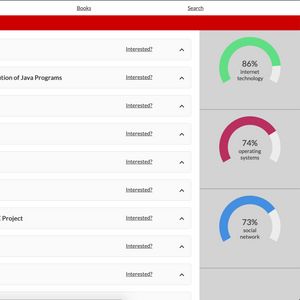 Books
Search
Interested?
ution of Java Programs
Interested?
Interested?
Interested?
Interested?
Interested?
Project
Interested?
Interested?
Interested?
86%
internet
technology
74%
operating
systems
73%
social
network